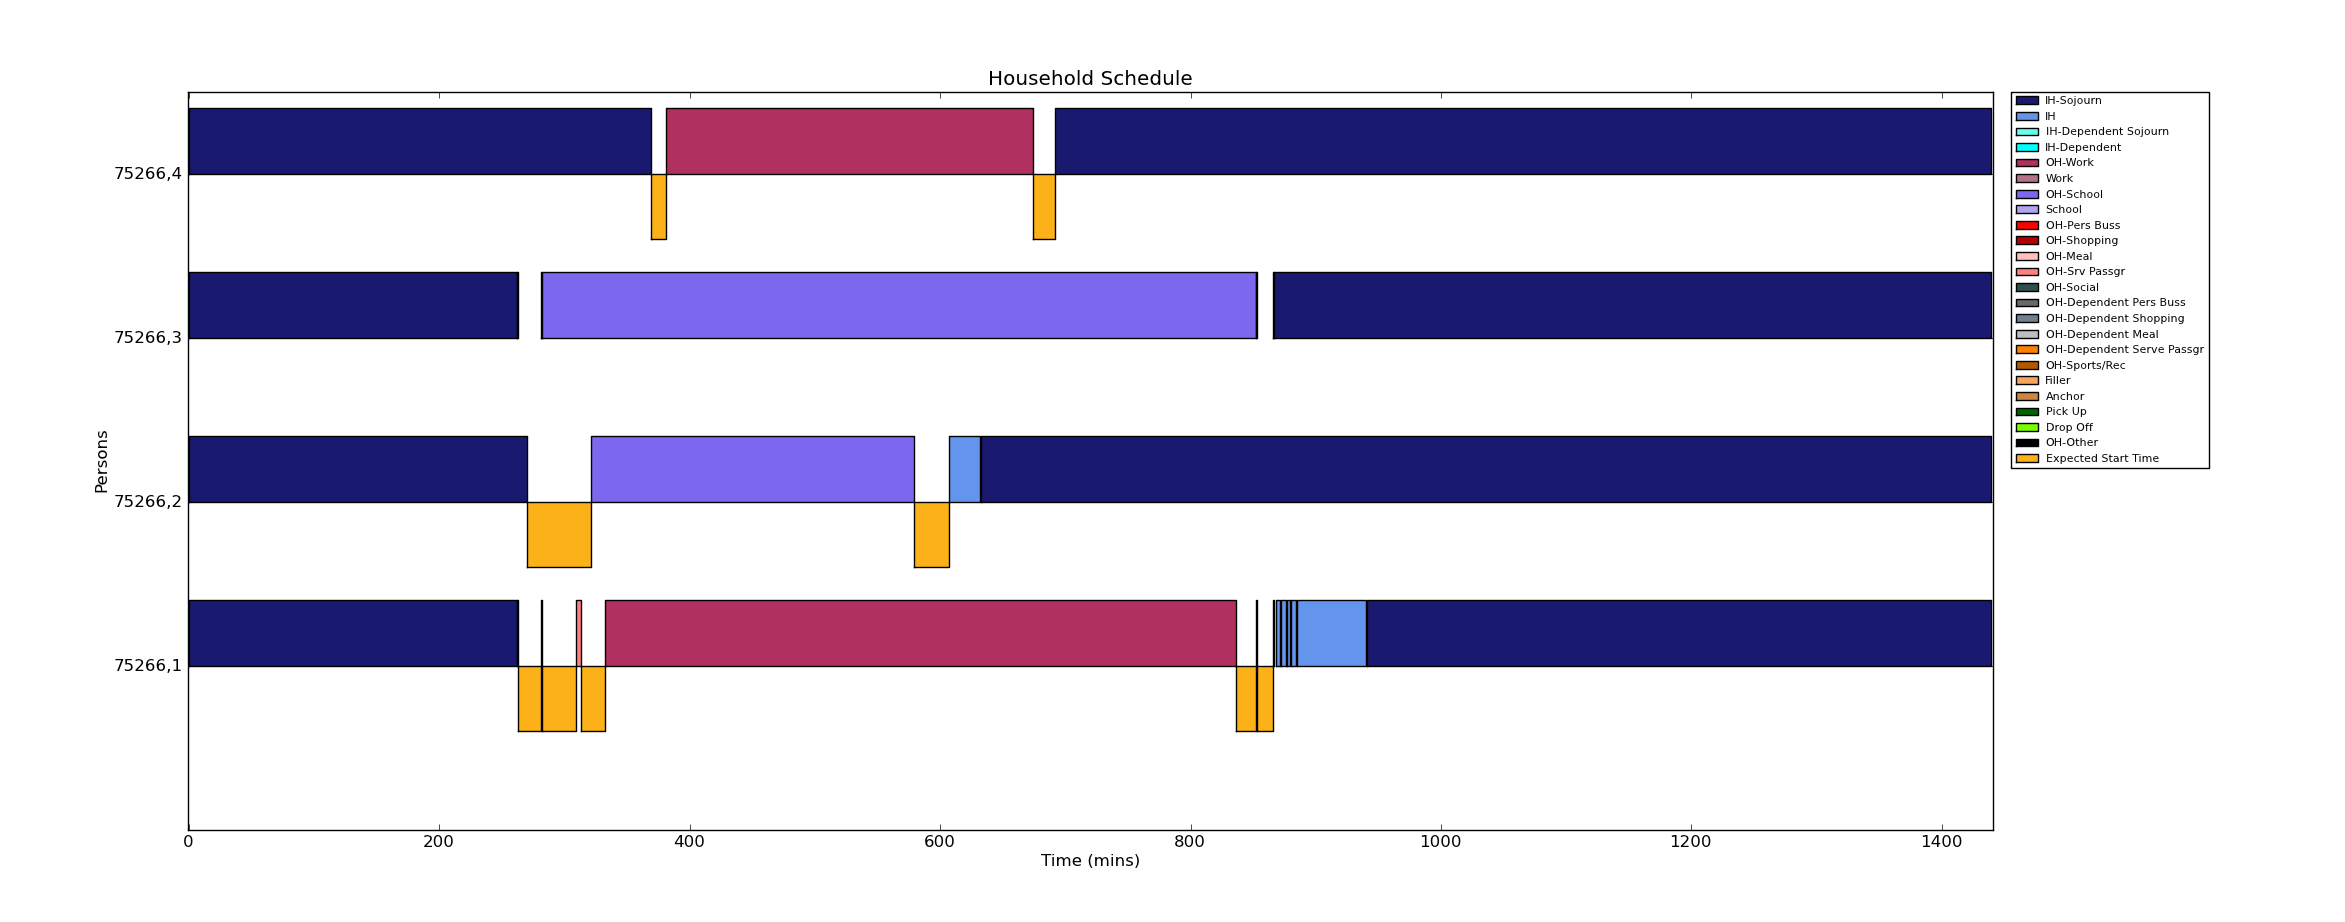 Household Schedule
75266,4
75266,3
75266,2
75266,1
Persons
0 200 400 600 800 1000 1200 1400
Time (mins)
IH-Sojourn
IH
IH-Dependent Sojourn
IH-Dependent
OH-Work
Work
OH-School
School
OH-Pers Buss
OH-Shopping
OH-Meal
OH-Srv Passgr
OH-Social
OH-Dependent Pers Buss
OH-Dependent Shopping
OH-Dependent Meal
OH-Dependent Serve Passgr
OH-Sports/Rec
Filler
Anchor
Pick Up
Drop Off
OH-Other
Expected Start Time